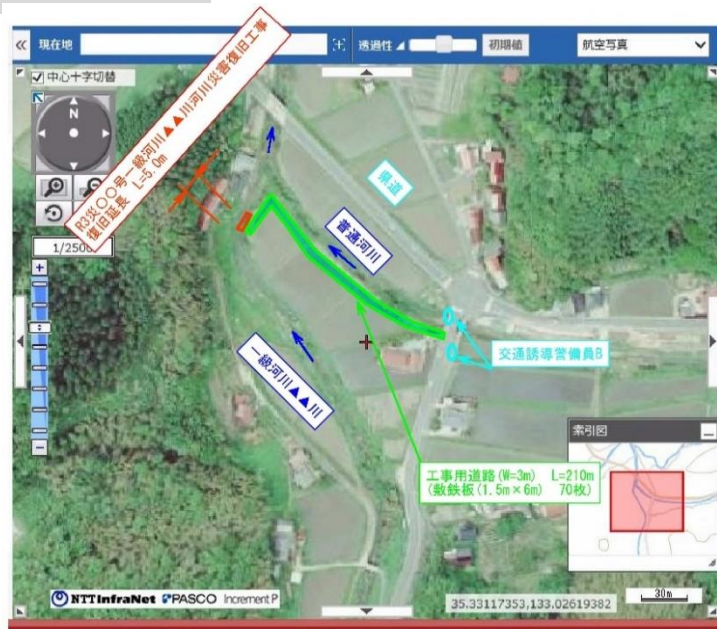 現在地
透過性
初期値
航空写真
中心十字切替
N
R3災〇〇号一級河川▲▲川河川災害復旧工事
復旧延長 L=5.0m
県道
普通河川
一級河川▲▲川
交通誘導警備員B
工事用道路(W=3m) L=210m
(敷鉄板(1.5m×6m) 70枚)
索引図
NTTInfraNet PASCO Increment P
35.33117353,133.02619382
30m